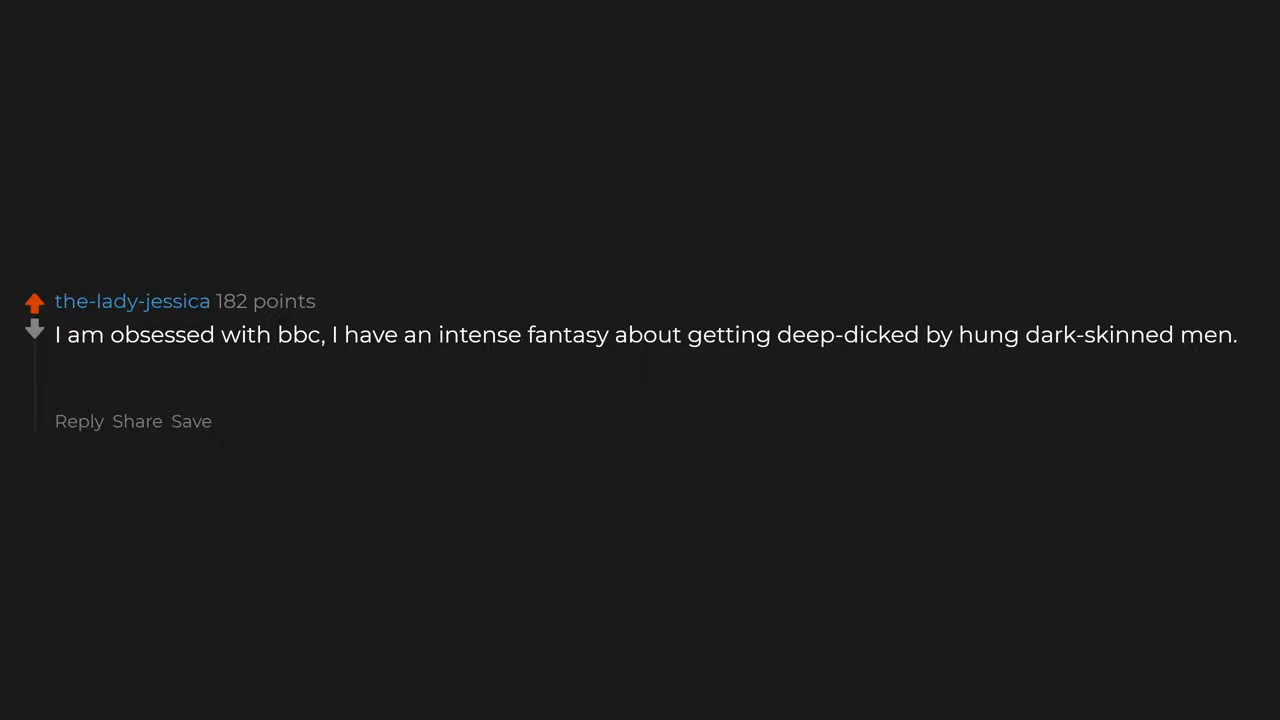 the-lady-jessica 182 points
I am obsessed with bbc, I have an intense fantasy about getting deep-dicked by hung dark-skinned men.
Reply Share Save